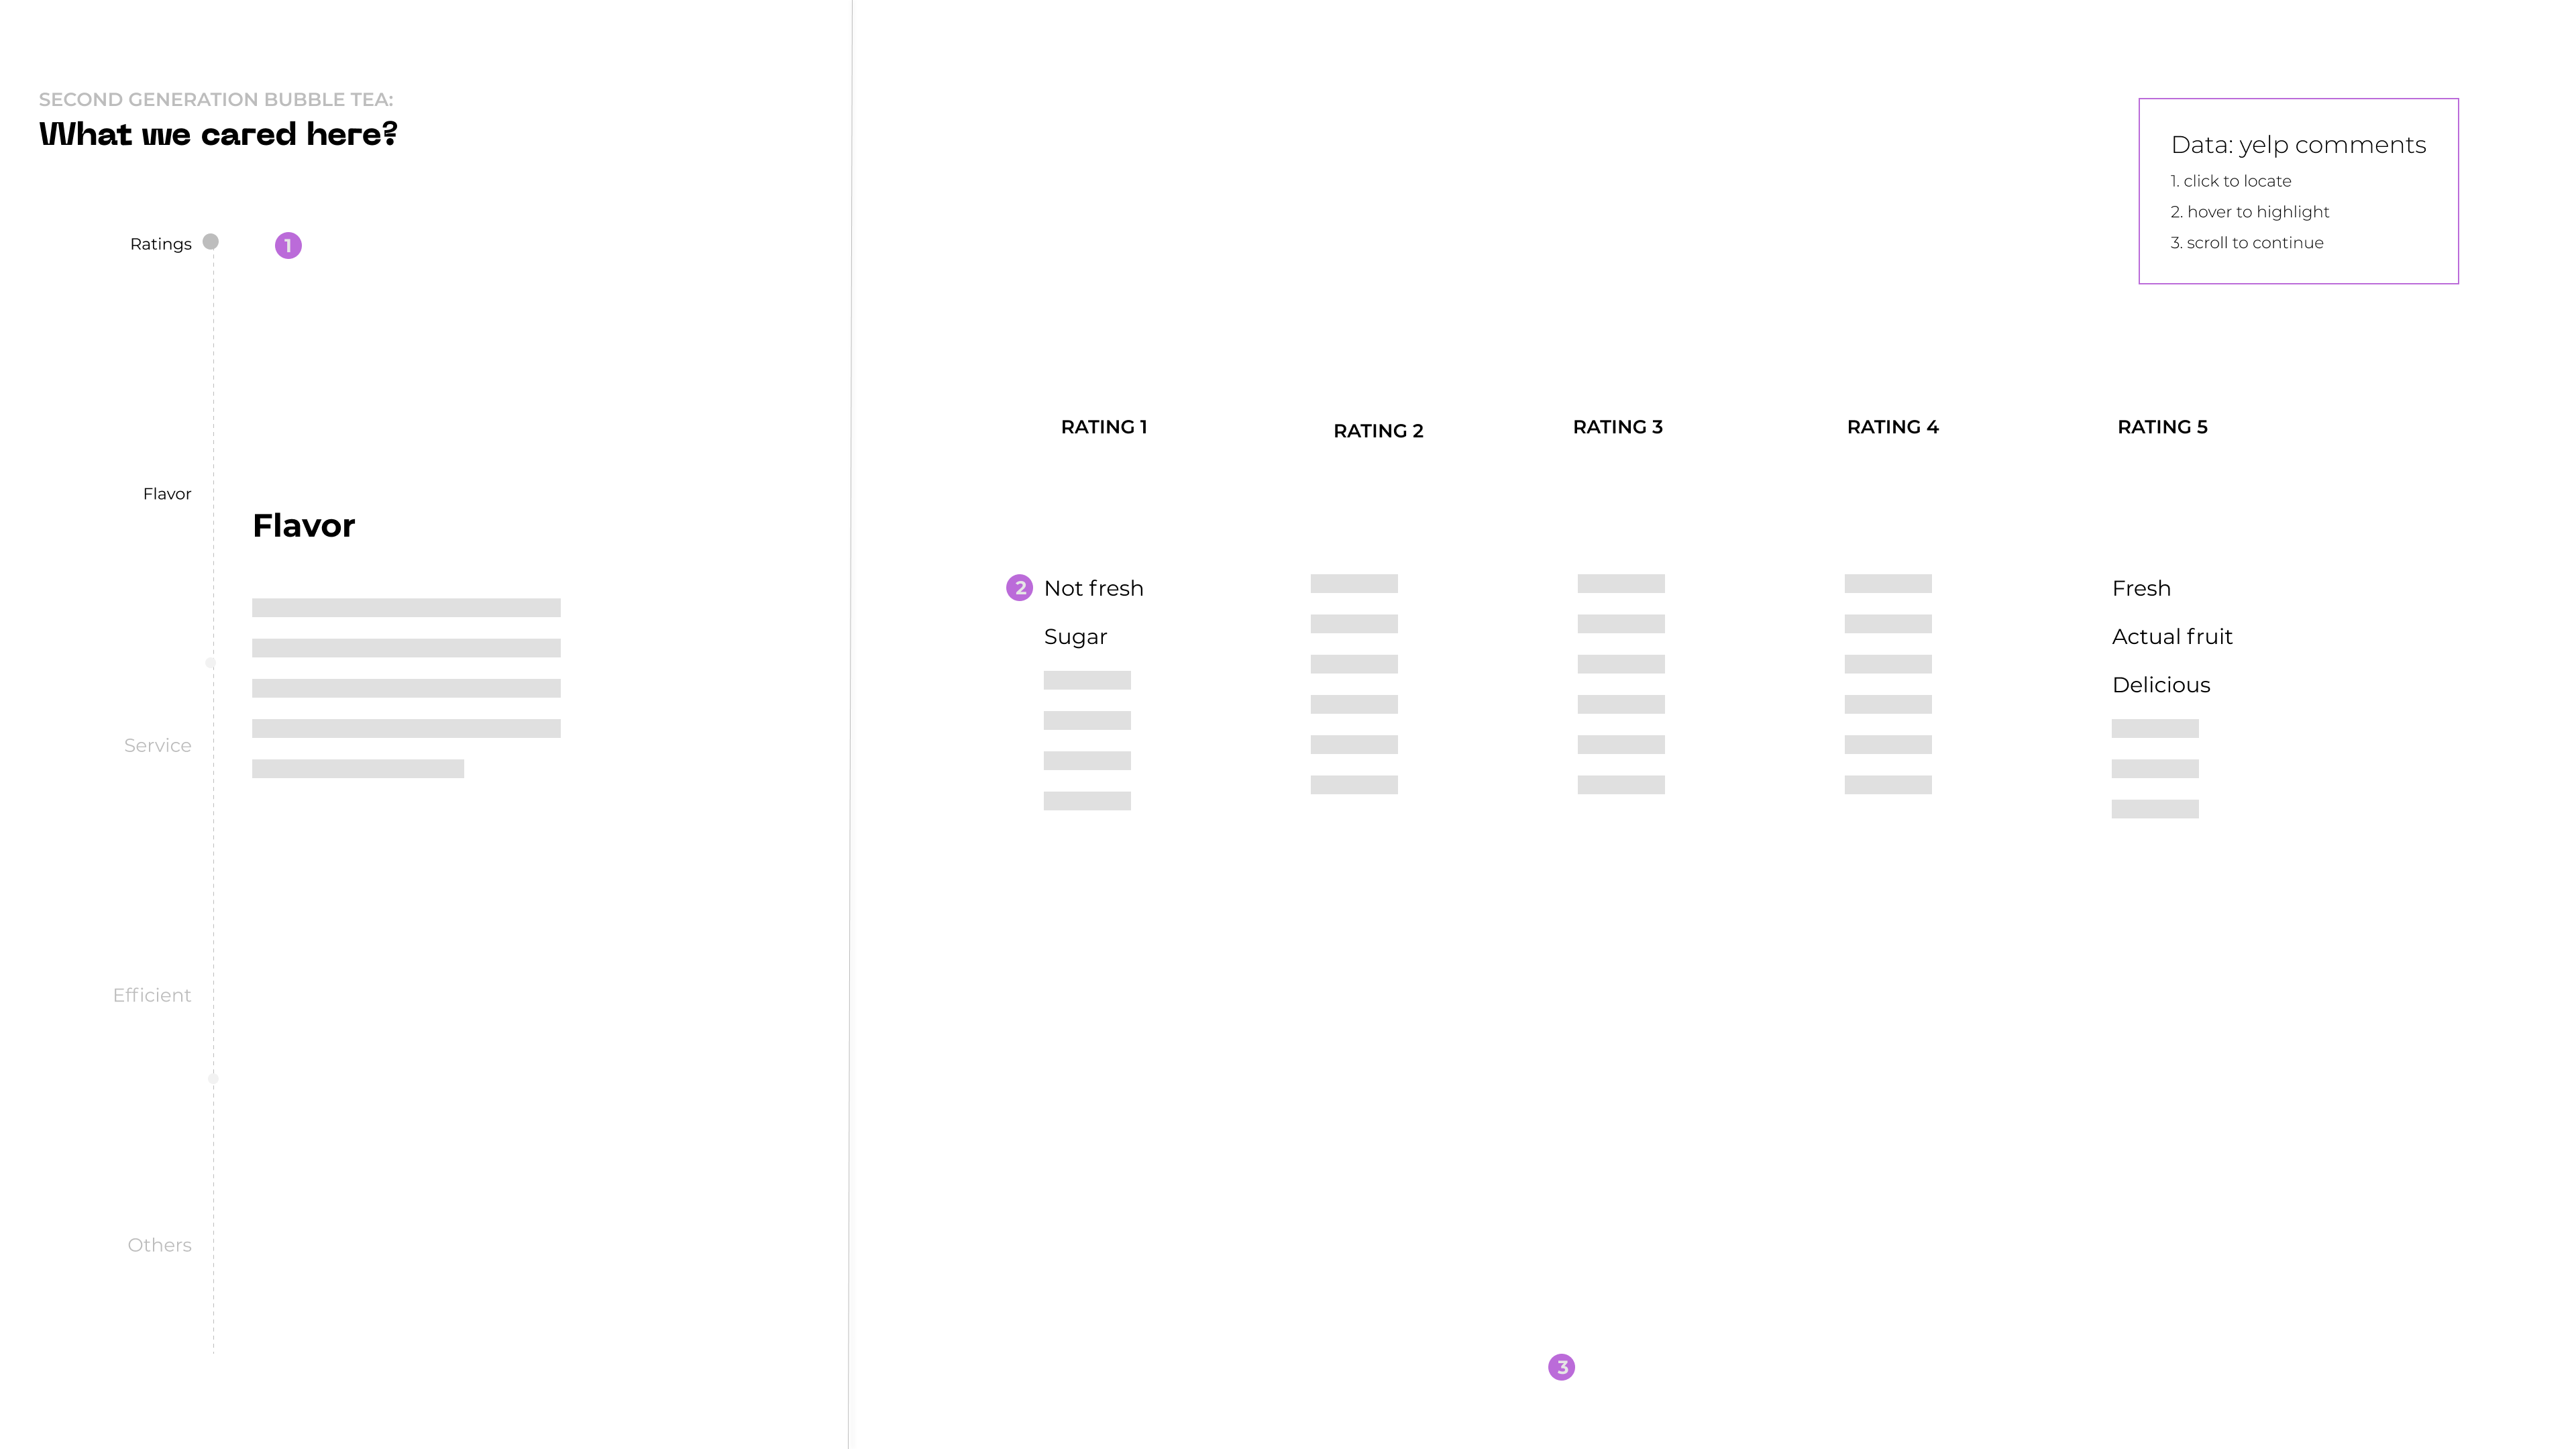 SECOND GENERATION BUBBLE TEA:
What we cared here?
Ratings
1
Flavor
Flavor
Service
Efficient
Others
Data: yelp comments
1. click to locate
2. hover to highlight
3. scroll to continue
RATING 1
RATING 2
RATING 3
RATING 4
RATING 5
2 Not fresh
Sugar
Fresh
Actual fruit
Delicious
3